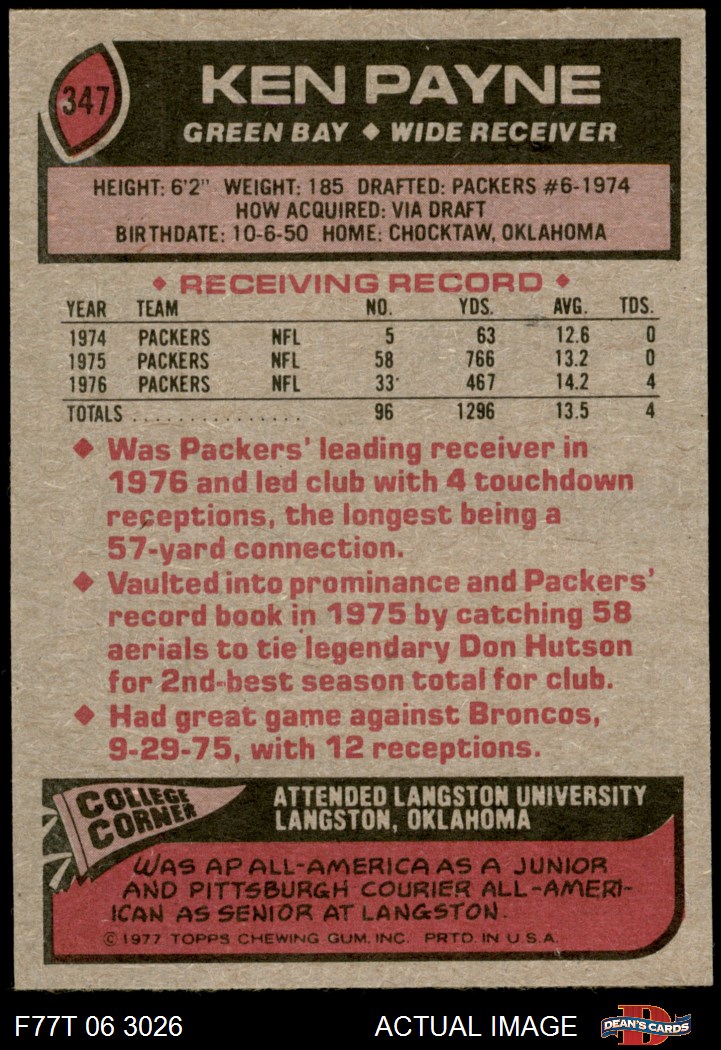 347
KEN PAYNE
GREEN BAY ◆ WIDE RECEIVER
HEIGHT: 6'2" WEIGHT: 185 DRAFTED: PACKERS #6-1974
HOW ACQUIRED: VIA DRAFT
BIRTHDATE: 10-6-50 HOME: CHOCKTAW, OKLAHOMA
◆ RECEIVING RECORD ◆
YEAR TEAM NO. YDS. AVG. TDS.
1974 PACKERS NFL 5 63 12.6 0
1975 PACKERS NFL 58 766 13.2 0
1976 PACKERS NFL 33 467 14.2 4
TOTALS ................ 96 1296 13.5 4
◆ Was Packers' leading receiver in
1976 and led club with 4 touchdown
receptions, the longest being a
57-yard connection.
◆ Vaulted into prominance and Packers'
record book in 1975 by catching 58
aerials to tie legendary Don Hutson
for 2nd-best season total for club.
◆ Had great game against Broncos,
9-29-75, with 12 receptions.
COLLEGE
CORNER
ATTENDED LANGSTON UNIVERSITY
LANGSTON, OKLAHOMA
WAS AP ALL-AMERICA AS A JUNIOR
AND PITTSBURGH COURIER ALL-AMERI-
ICAN AS SENIOR AT LANGSTON.
© 1977 TOPPS CHEWING GUM, INC. PRTD. IN U.S.A.
F77T 06 3026 ACTUAL IMAGE
D
DEAN'S CARDS